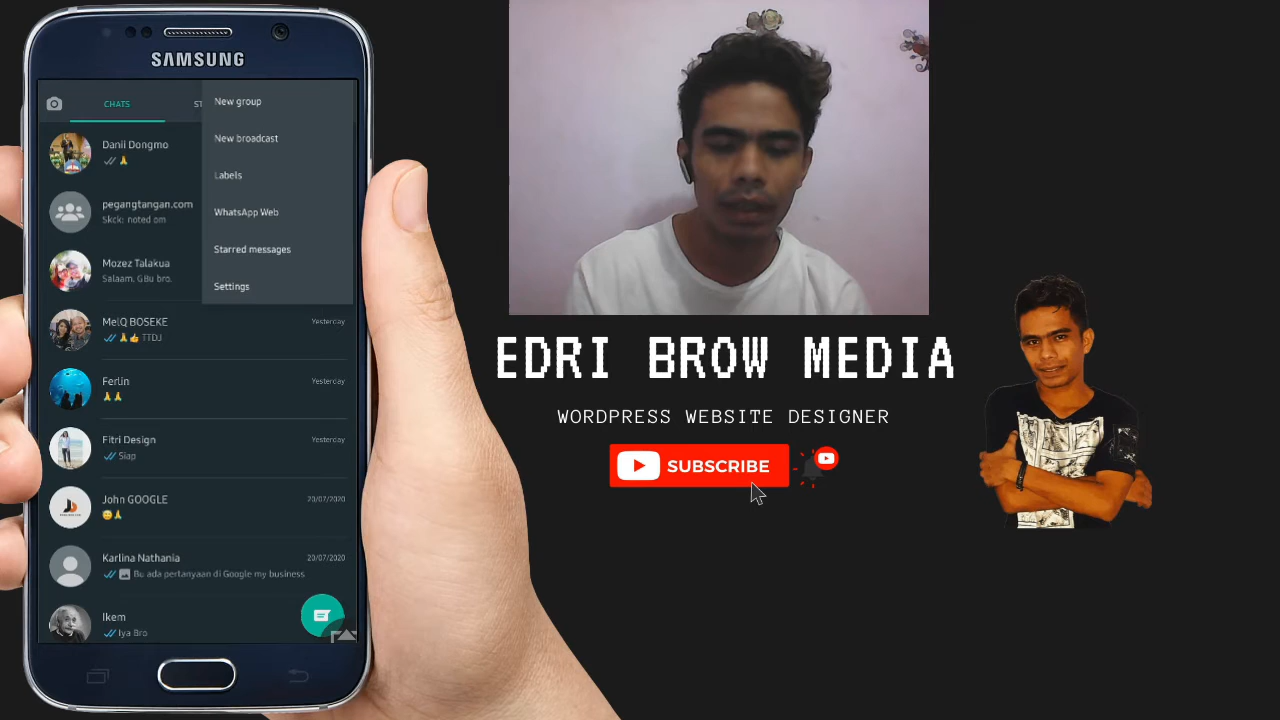 SAMSUNG
CHATS
ST
New group
New broadcast
Labels
WhatsApp Web
Starred messages
Settings
Danil Dongmo
pegangtangan.com
Skck: noted om
Mozez Talakua
Salaam, GBu bro.
MelQ BOSEKE
Yesterday
TTDJ
Ferlin
Yesterday
Fitri Design
Yesterday
Siap
John GOOGLE
20/07/2020
Karlina Nathania
20/07/2020
Bu ada pertanyaan di Google my business
Ikem
Iya Bro
EDRI BROW MEDIA
WORDPRESS WEBSITE DESIGNER
SUBSCRIBE